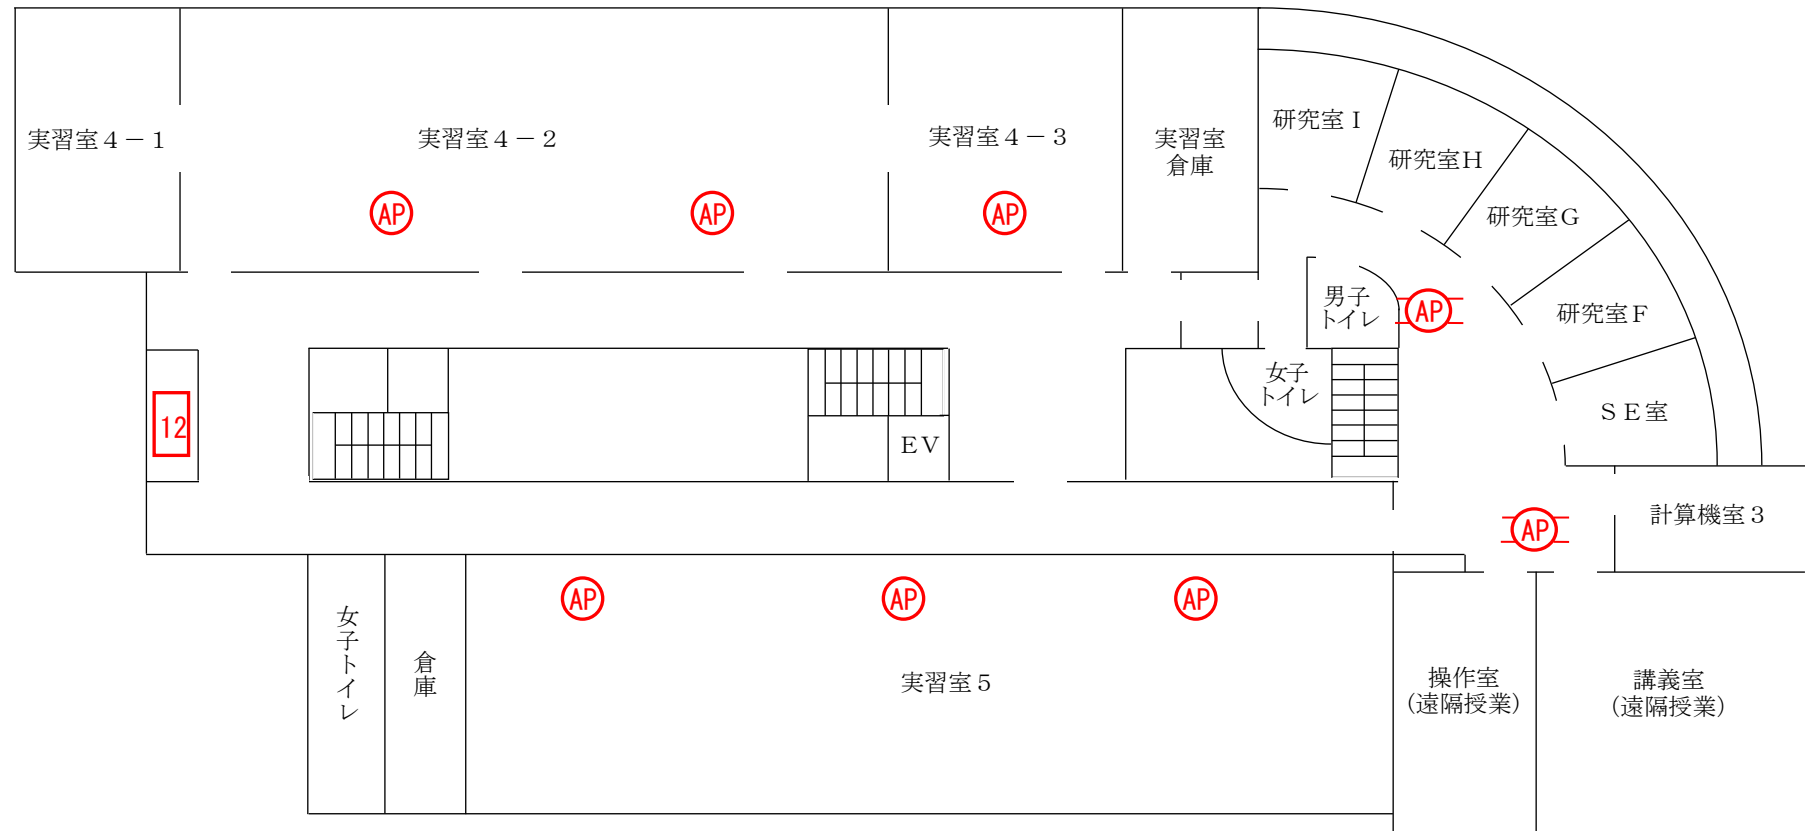 実習室４－１
実習室４－２
実習室４－３
実習室
倉庫
研究室Ｉ
研究室Ｈ
研究室Ｇ
研究室Ｆ
ＳＥ室
AP
AP
AP
男子
トイレ
AP
女子
トイレ
12
ＥＶ
計算機室３
AP
AP
AP
AP
女子トイレ
倉庫
実習室５
操作室
(遠隔授業)
講義室
(遠隔授業)